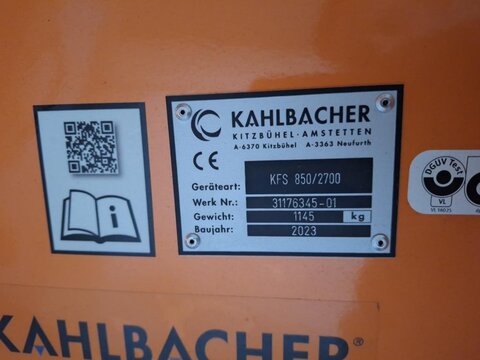 KAHLBACHER
KITZBÜHEL-AMSTETTEN
A-6370 Kitzbühel A-3363 Neufurth
CE
Geräteart: KFS 850/2700
Werk Nr.: 31176345-01
Gewicht: 1145 kg
Baujahr: 2023
i
DGUV Test
VL
KAHLBACHER